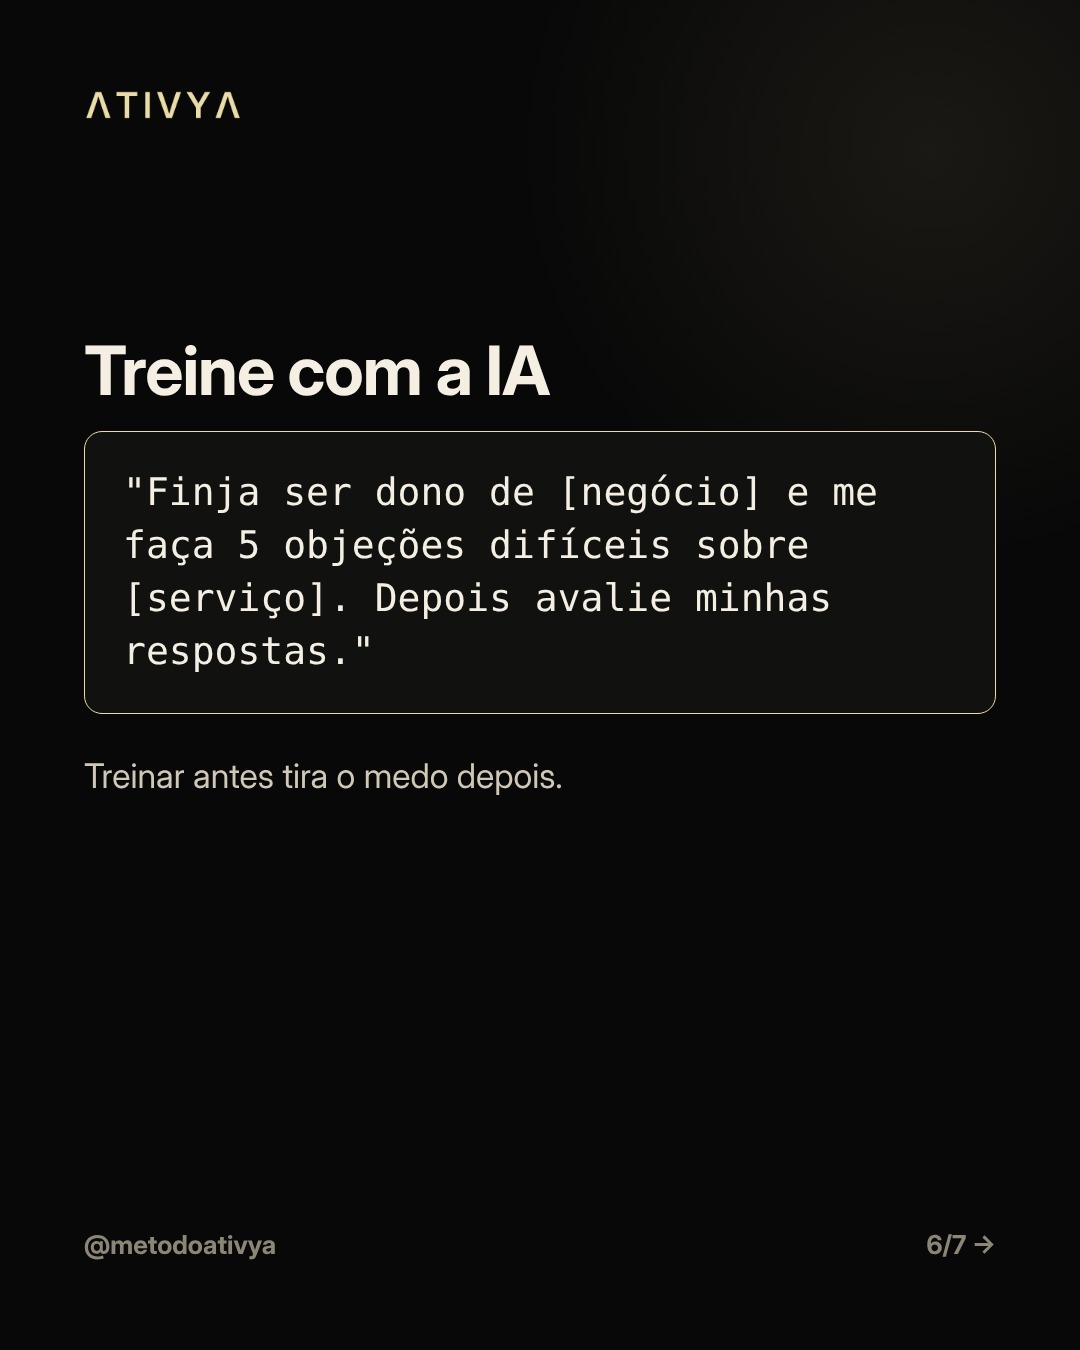 ATIVYA
Treine com a IA
"Finja ser dono de [negócio] e me
faça 5 objeções difíceis sobre
[serviço]. Depois avalie minhas
respostas."
Treinar antes tira o medo depois.
@metodoativya
6/7 →